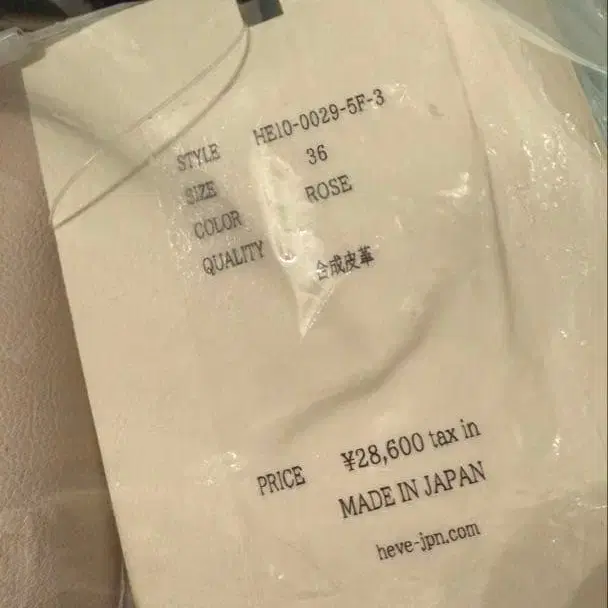 STYLE HE10-0029-5F-3
SIZE 36
COLOR ROSE
QUALITY 合成皮革
PRICE ¥28,600 tax in
MADE IN JAPAN
heve-jpn.com